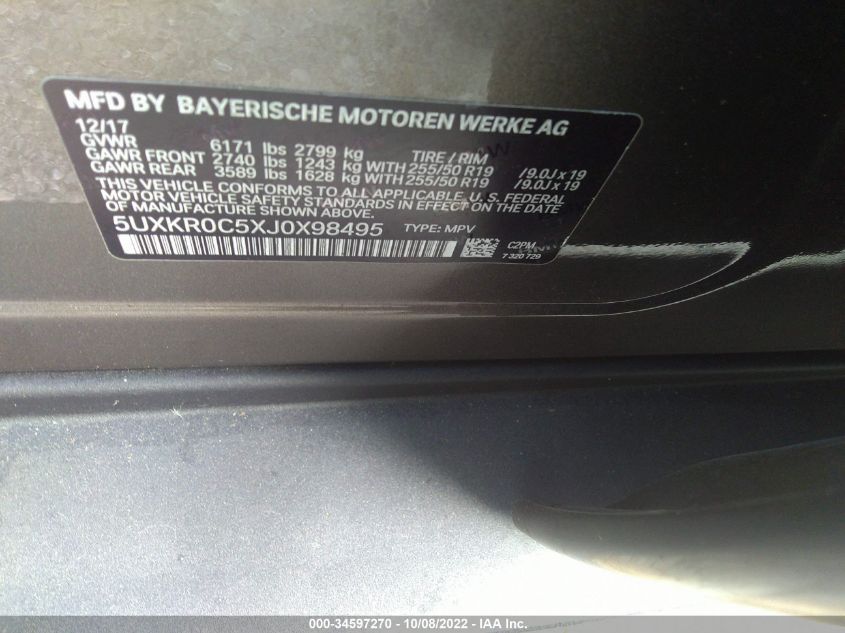 MFD BY BAYERISCHE MOTOREN WERKE AG
12/17
GVWR 6171 lbs 2799 kg TIRE / RIM
GAWR FRONT 2740 lbs 1243 kg WITH 255/50 R19 /9.0J x 19
GAWR REAR 3589 lbs 1628 kg WITH 255/50 R19 /9.0J x 19
THIS VEHICLE CONFORMS TO ALL APPLICABLE, U. S. FEDERAL
MOTOR VEHICLE SAFETY AND THEFT PREVENTION
STANDARDS IN EFFECT ON THE DATE
OF MANUFACTURE SHOWN ABOVE.
5UXKR0C5XJ0X98495 TYPE: MPV
C2PM
7 320 729
000-34597270 - 10/08/2022 - IAA Inc.